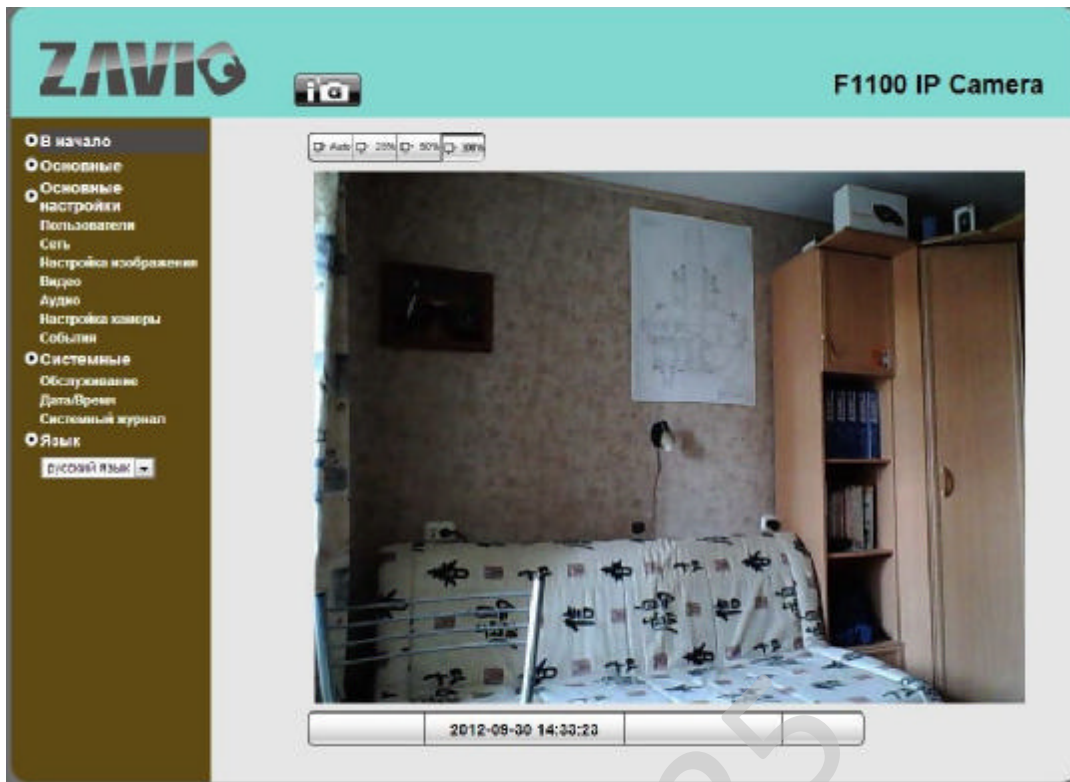 ZAVIO
F1100 IP Camera
В начало
Основные
Основные
настройки
Пользователи
Сеть
Настройка изображения
Видео
Аудио
Настройка камеры
События
Системные
Обслуживание
Дата/Время
Системный журнал
Язык
русский язык
Auto 25% 50% 100%
2012-09-30 14:33:23